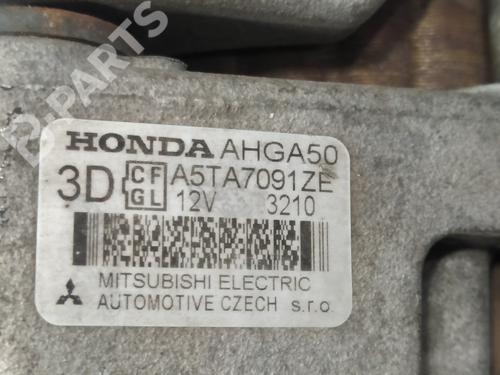 B-PARTS
HONDA AHGA50
3D CF GL A5TA7091ZE
12V 3210
MITSUBISHI ELECTRIC
AUTOMOTIVE CZECH s.r.o